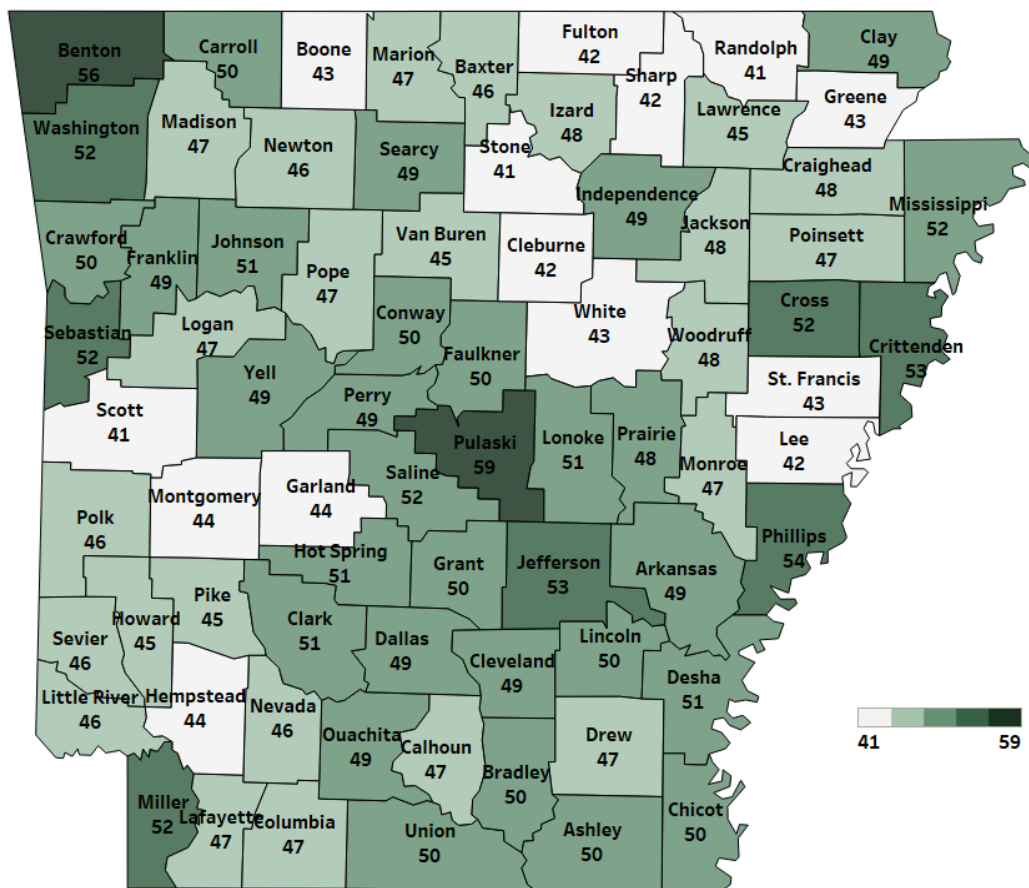 Benton
56
Carroll
50
Boone
43
Marion
47
Baxter
46
Fulton
42
Sharp
42
Randolph
41
Clay
49
Washington
52
Madison
47
Newton
46
Searcy
49
Stone
41
Izard
48
Lawrence
45
Greene
43
Independence
49
Craighead
48
Mississippi
52
Crawford
50
Franklin
49
Johnson
51
Pope
47
Van Buren
45
Cleburne
42
Jackson
48
Poinsett
47
Sebastian
52
Logan
47
Conway
50
Faulkner
50
White
43
Woodruff
48
Cross
52
Crittenden
53
Scott
41
Yell
49
Perry
49
Pulaski
59
Lonoke
51
Prairie
48
St. Francis
43
Lee
42
Monroe
47
Polk
46
Montgomery
44
Garland
44
Saline
52
Phillips
54
Hot Spring
51
Grant
50
Jefferson
53
Arkansas
49
Sevier
46
Howard
45
Pike
45
Clark
51
Dallas
49
Cleveland
49
Lincoln
50
Desha
51
Little River
46
Hempstead
44
Nevada
46
Ouachita
49
Calhoun
47
Bradley
50
Drew
47
41 59
Miller
52
Lafayette
47
Columbia
47
Union
50
Ashley
50
Chicot
50